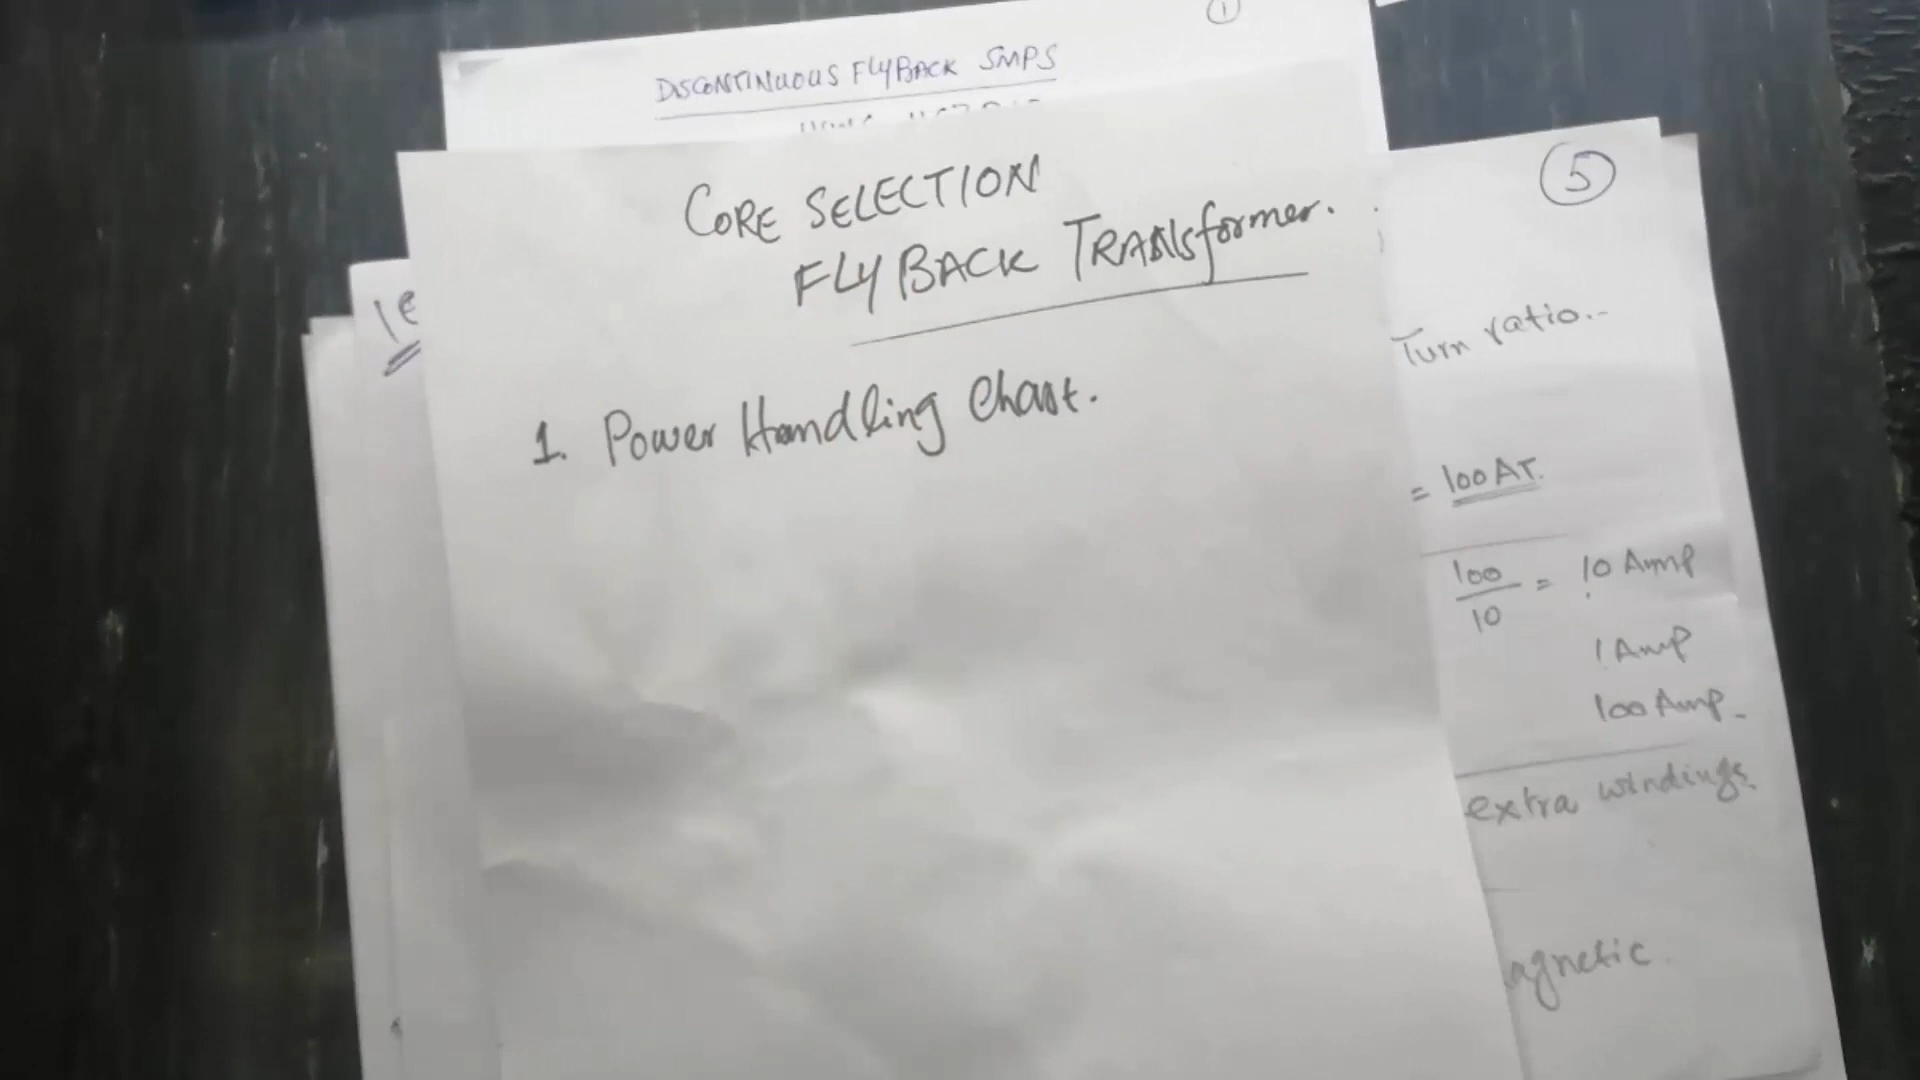 1
DISCONTINUOUS FLYBACK SMPS
CORE SELECTION
FLYBACK TRANSformer.
1. Power Handling Chart.
5
Turn ratio..
= 100 AT.
100
10
= 10 Amp
1 Amp
100 Amp
extra windings
agnetic